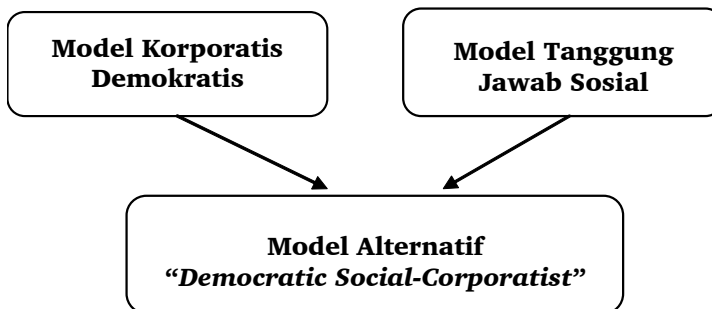 Model Korporatis
Demokratis
Model Tanggung
Jawab Sosial
Model Alternatif
“Democratic Social-Corporatist”